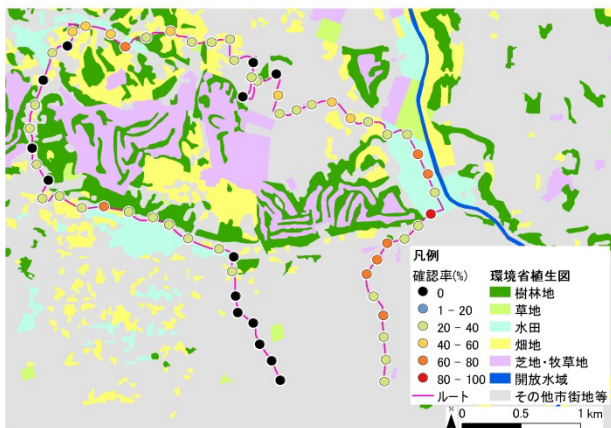 凡例
確認率(%)
0
1 - 20
20 - 40
40 - 60
60 - 80
80 - 100
ルート
環境省植生図
樹林地
草地
水田
畑地
芝地・牧草地
開放水域
その他市街地等
N
0 0.5 1 km